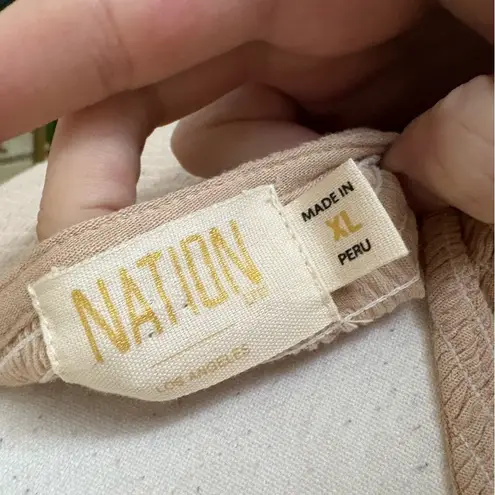 NATION
LTD
LOS ANGELES
MADE IN
XL
PERU